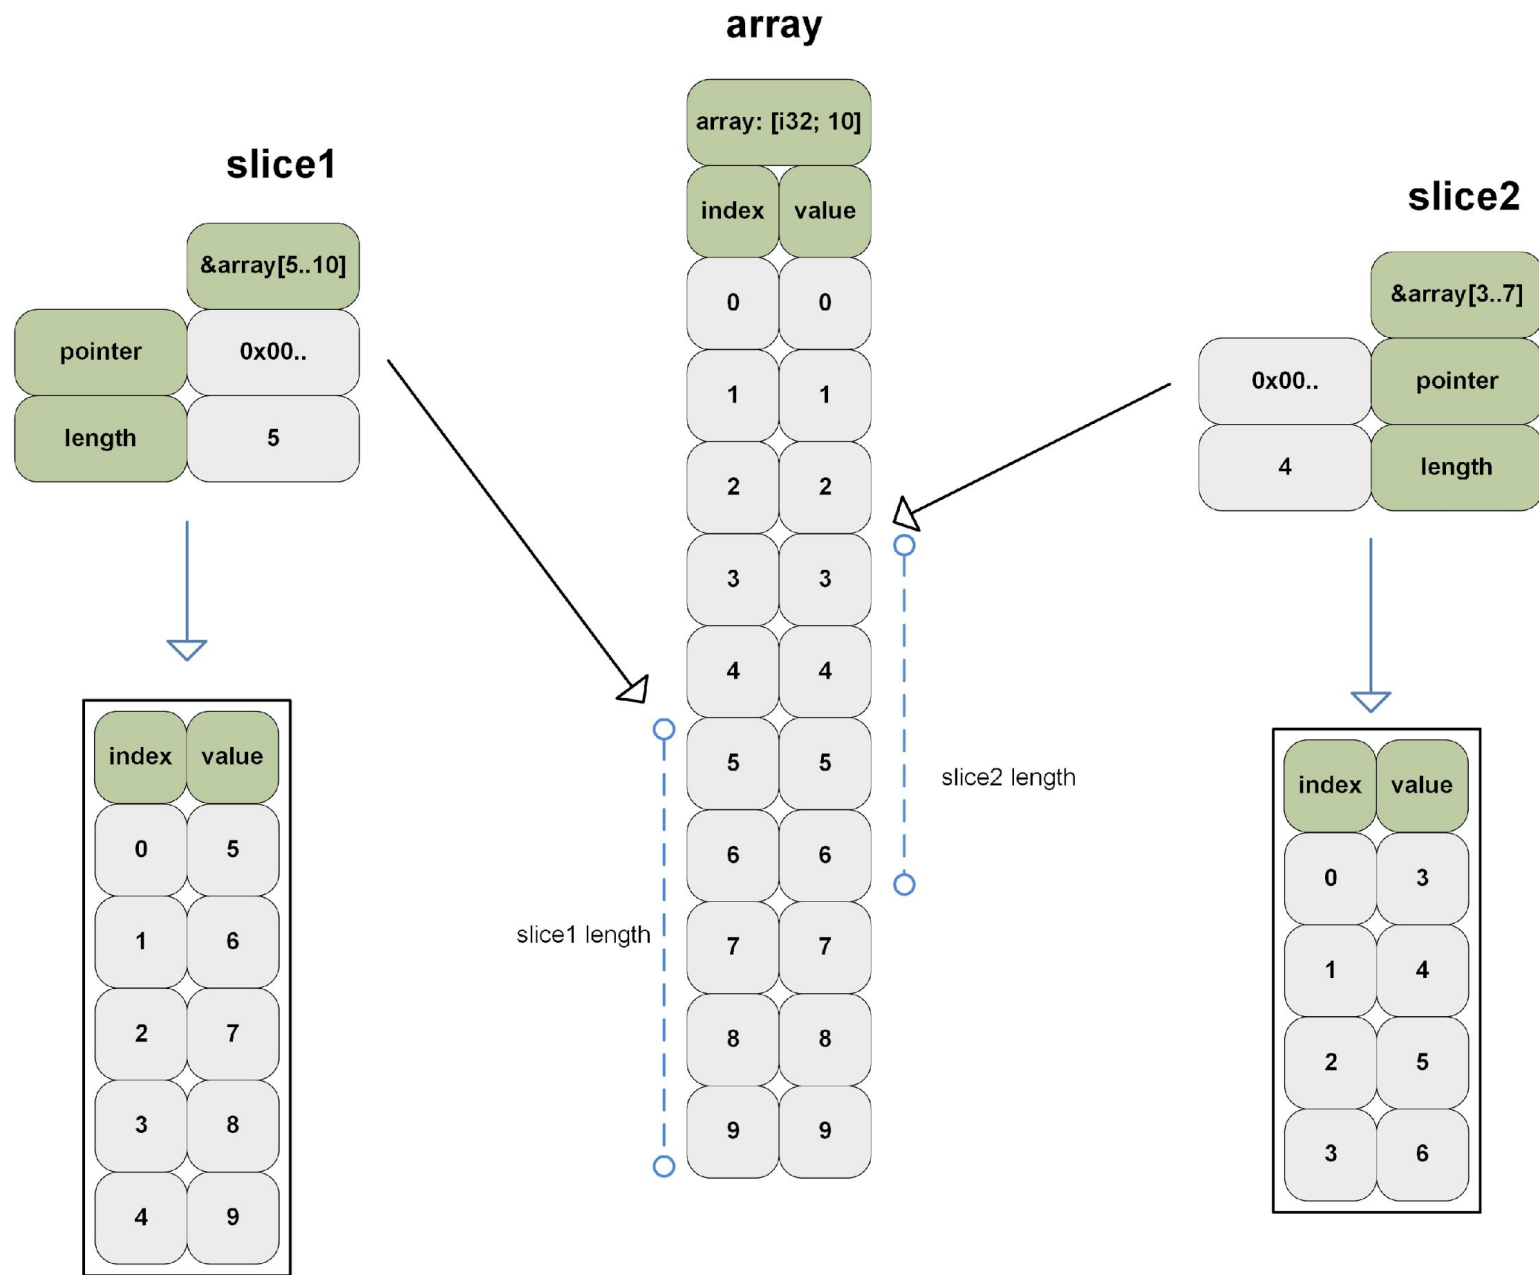 array
array: [i32; 10]
index value
0 0
1 1
2 2
3 3
4 4
5 5
6 6
7 7
8 8
9 9
slice1
&array[5..10]
pointer 0x00..
length 5
index value
0 5
1 6
2 7
3 8
4 9
slice1 length
slice2 length
slice2
&array[3..7]
0x00.. pointer
4 length
index value
0 3
1 4
2 5
3 6